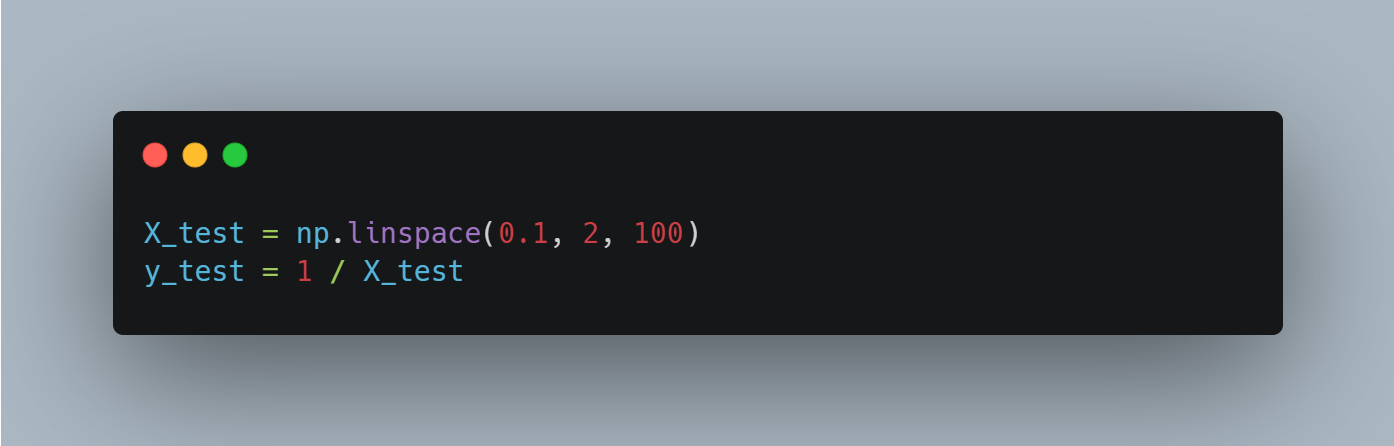 X_test = np.linspace(0.1, 2, 100)
y_test = 1 / X_test